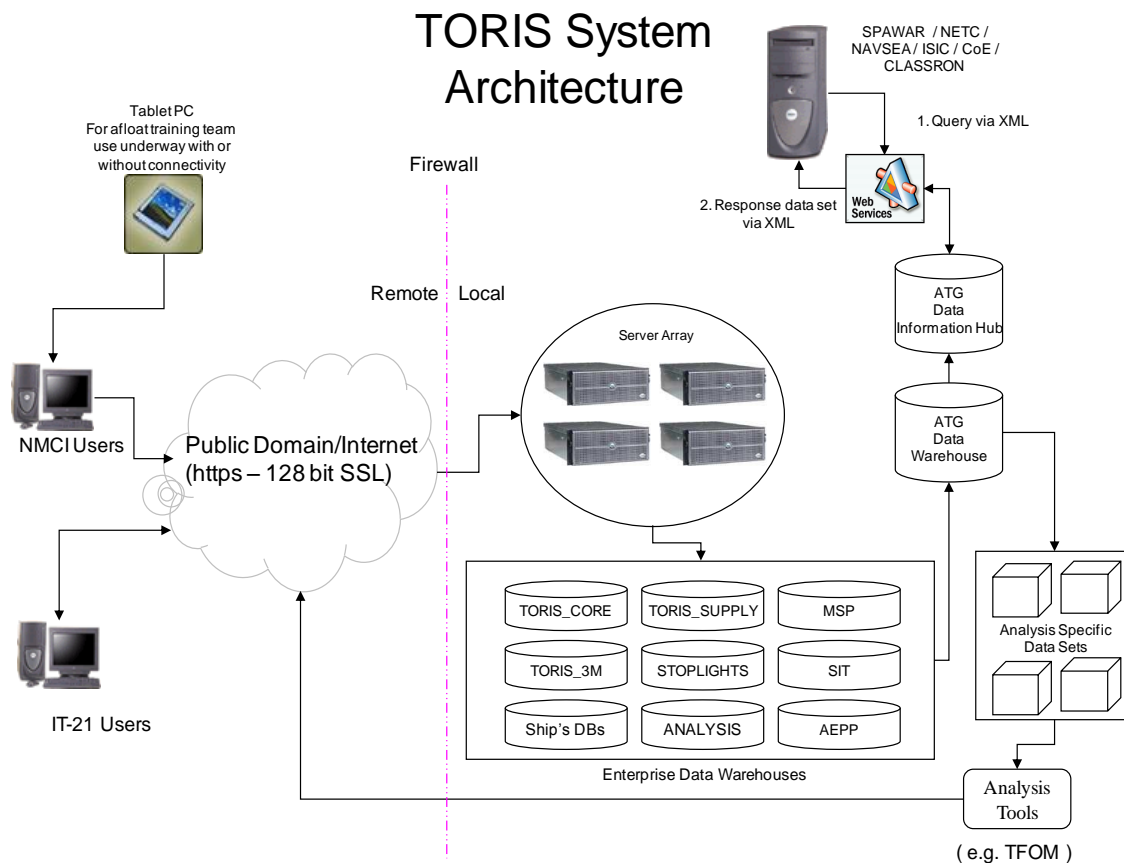 TORIS System
Architecture
SPAWAR / NETC /
NAVSEA / ISIC / CoE /
CLASSRON
Tablet PC
For afloat training team
use underway with or
without connectivity
1. Query via XML
Firewall
Web
Services
2. Response data set
via XML
Remote
Local
ATG
Data
Information Hub
Server Array
NMCI Users
Public Domain/Internet
(https – 128 bit SSL)
ATG
Data
Warehouse
TORIS_CORE
TORIS_SUPPLY
MSP
TORIS_3M
STOPLIGHTS
SIT
Ship's DBs
ANALYSIS
AEPP
Analysis Specific
Data Sets
IT-21 Users
Enterprise Data Warehouses
Analysis
Tools
( e.g. TFOM )